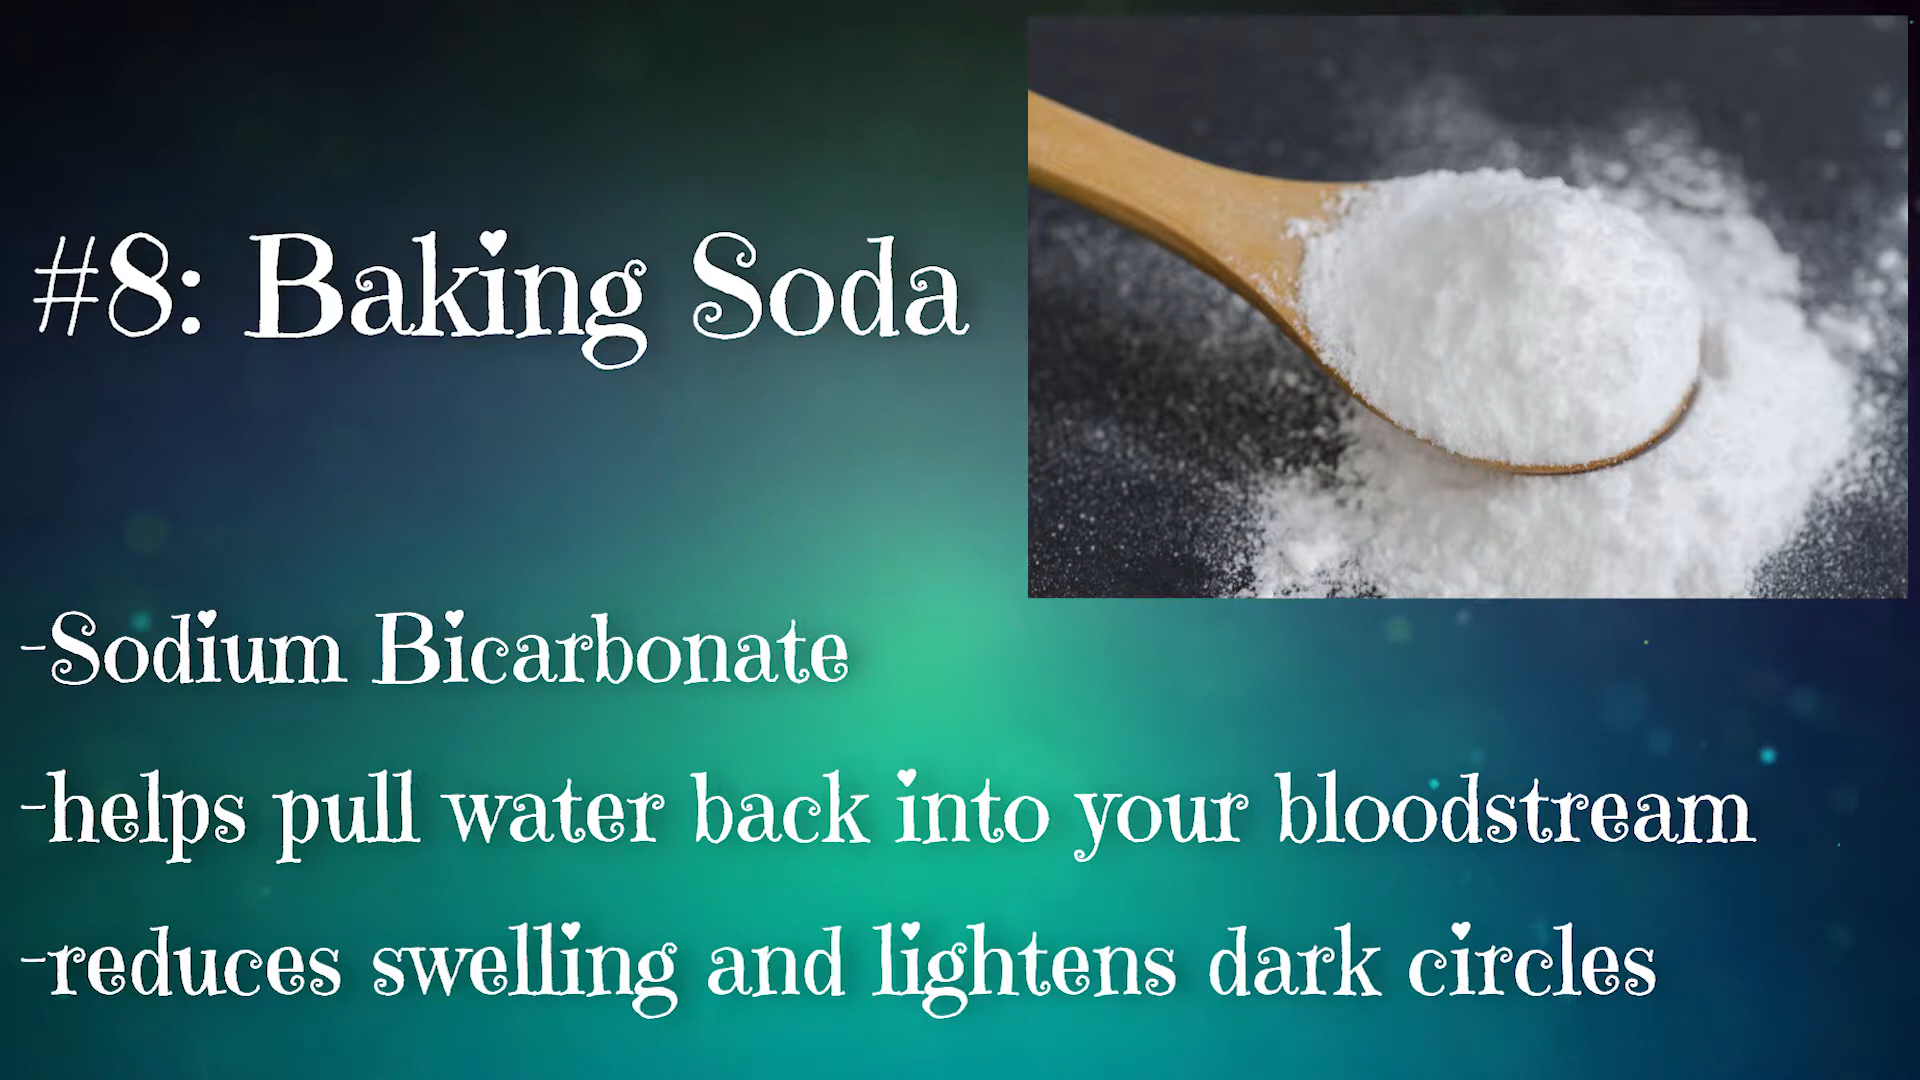 #8: Baking Soda
-Sodium Bicarbonate
-helps pull water back into your bloodstream
-reduces swelling and lightens dark circles